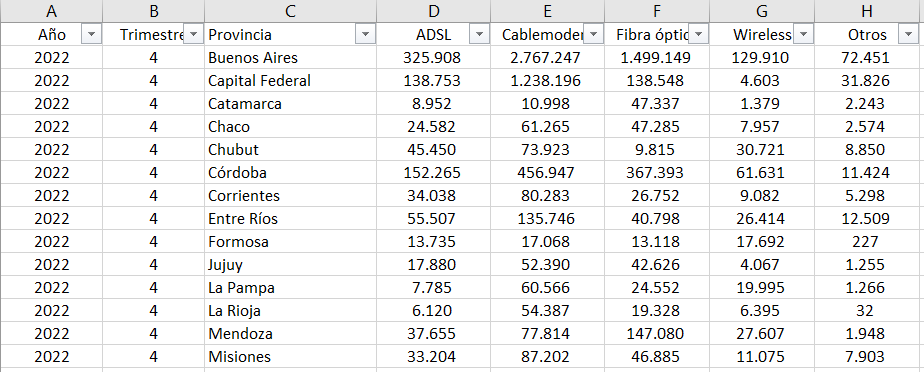 A B C D E F G H
Año Trimestre Provincia ADSL Cablemoden Fibra óptic Wireless Otros
2022 4 Buenos Aires 325.908 2.767.247 1.499.149 129.910 72.451
2022 4 Capital Federal 138.753 1.238.196 138.548 4.603 31.826
2022 4 Catamarca 8.952 10.998 47.337 1.379 2.243
2022 4 Chaco 24.582 61.265 47.285 7.957 2.574
2022 4 Chubut 45.450 73.923 9.815 30.721 8.850
2022 4 Córdoba 152.265 456.947 367.393 61.631 11.424
2022 4 Corrientes 34.038 80.283 26.752 9.082 5.298
2022 4 Entre Ríos 55.507 135.746 40.798 26.414 12.509
2022 4 Formosa 13.735 17.068 13.118 17.692 227
2022 4 Jujuy 17.880 52.390 42.626 4.067 1.255
2022 4 La Pampa 7.785 60.566 24.552 19.995 1.266
2022 4 La Rioja 6.120 54.387 19.328 6.395 32
2022 4 Mendoza 37.655 77.814 147.080 27.607 1.948
2022 4 Misiones 33.204 87.202 46.885 11.075 7.903